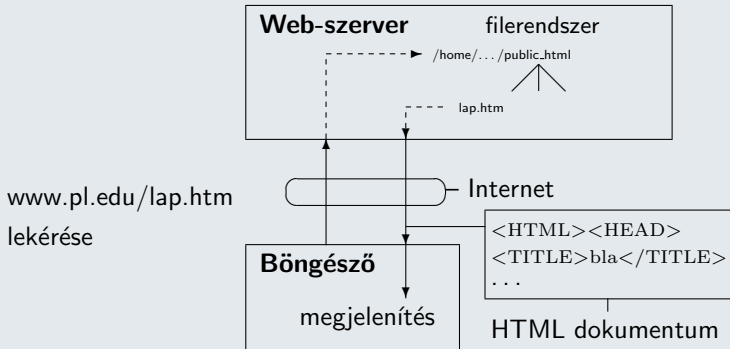 Web-szerver
filerendszer
/home/.../public_html
lap.htm
www.pl.edu/lap.htm
lekérése
Internet
<HTML><HEAD>
<TITLE>bla</TITLE>
...
Böngésző
megjelenítés
HTML dokumentum